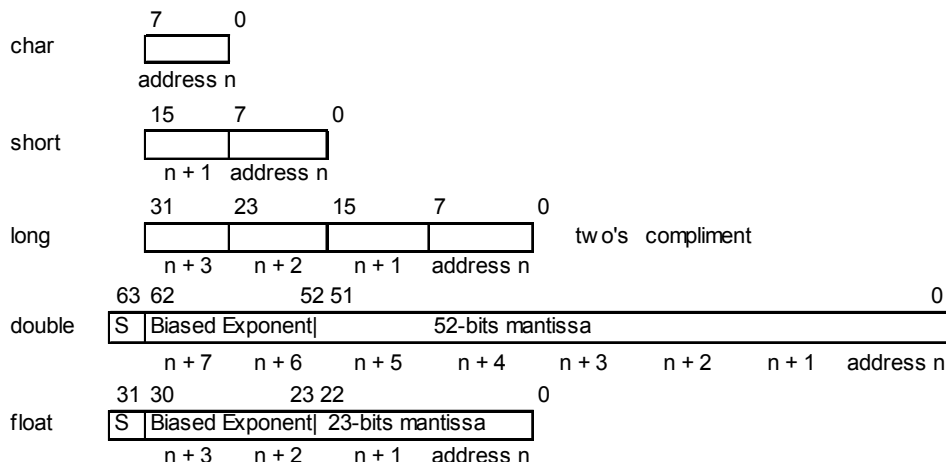 7 0
char
address n
15 7 0
short
n + 1 address n
31 23 15 7 0
long two's compliment
n + 3 n + 2 n + 1 address n
63 62 52 51 0
double S Biased Exponent| 52-bits mantissa
n + 7 n + 6 n + 5 n + 4 n + 3 n + 2 n + 1 address n
31 30 23 22 0
float S Biased Exponent| 23-bits mantissa
n + 3 n + 2 n + 1 address n